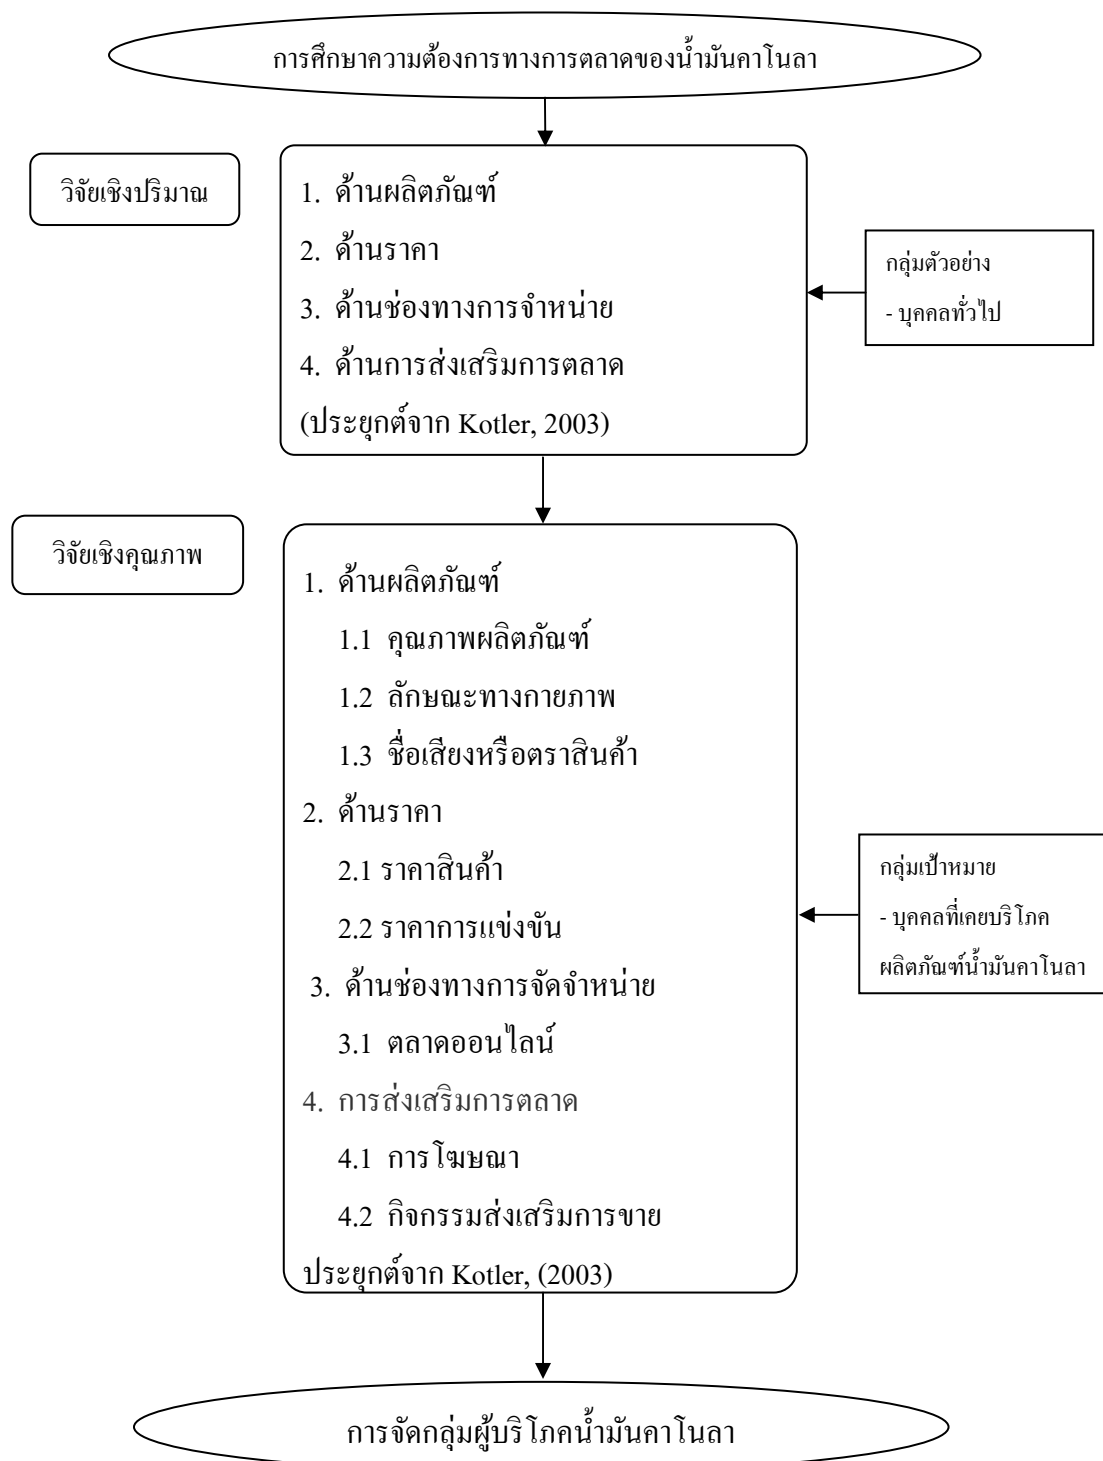 การศึกษาความต้องการทางการตลาดของน้ำมันคาโนลา
วิจัยเชิงปริมาณ
1. ด้านผลิตภัณฑ์
2. ด้านราคา
3. ด้านช่องทางการจำหน่าย
4. ด้านการส่งเสริมการตลาด
(ประยุกต์จาก Kotler, 2003)
กลุ่มตัวอย่าง
- บุคคลทั่วไป
วิจัยเชิงคุณภาพ
1. ด้านผลิตภัณฑ์
1.1 คุณภาพผลิตภัณฑ์
1.2 ลักษณะทางกายภาพ
1.3 ชื่อเสียงหรือตราสินค้า
2. ด้านราคา
2.1 ราคาสินค้า
2.2 ราคาการแข่งขัน
3. ด้านช่องทางการจัดจำหน่าย
3.1 ตลาดออนไลน์
4. การส่งเสริมการตลาด
4.1 การโฆษณา
4.2 กิจกรรมส่งเสริมการขาย
ประยุกต์จาก Kotler, (2003)
กลุ่มเป้าหมาย
- บุคคลที่เคยบริโภค
ผลิตภัณฑ์น้ำมันคาโนลา
การจัดกลุ่มผู้บริโภคน้ำมันคาโนลา